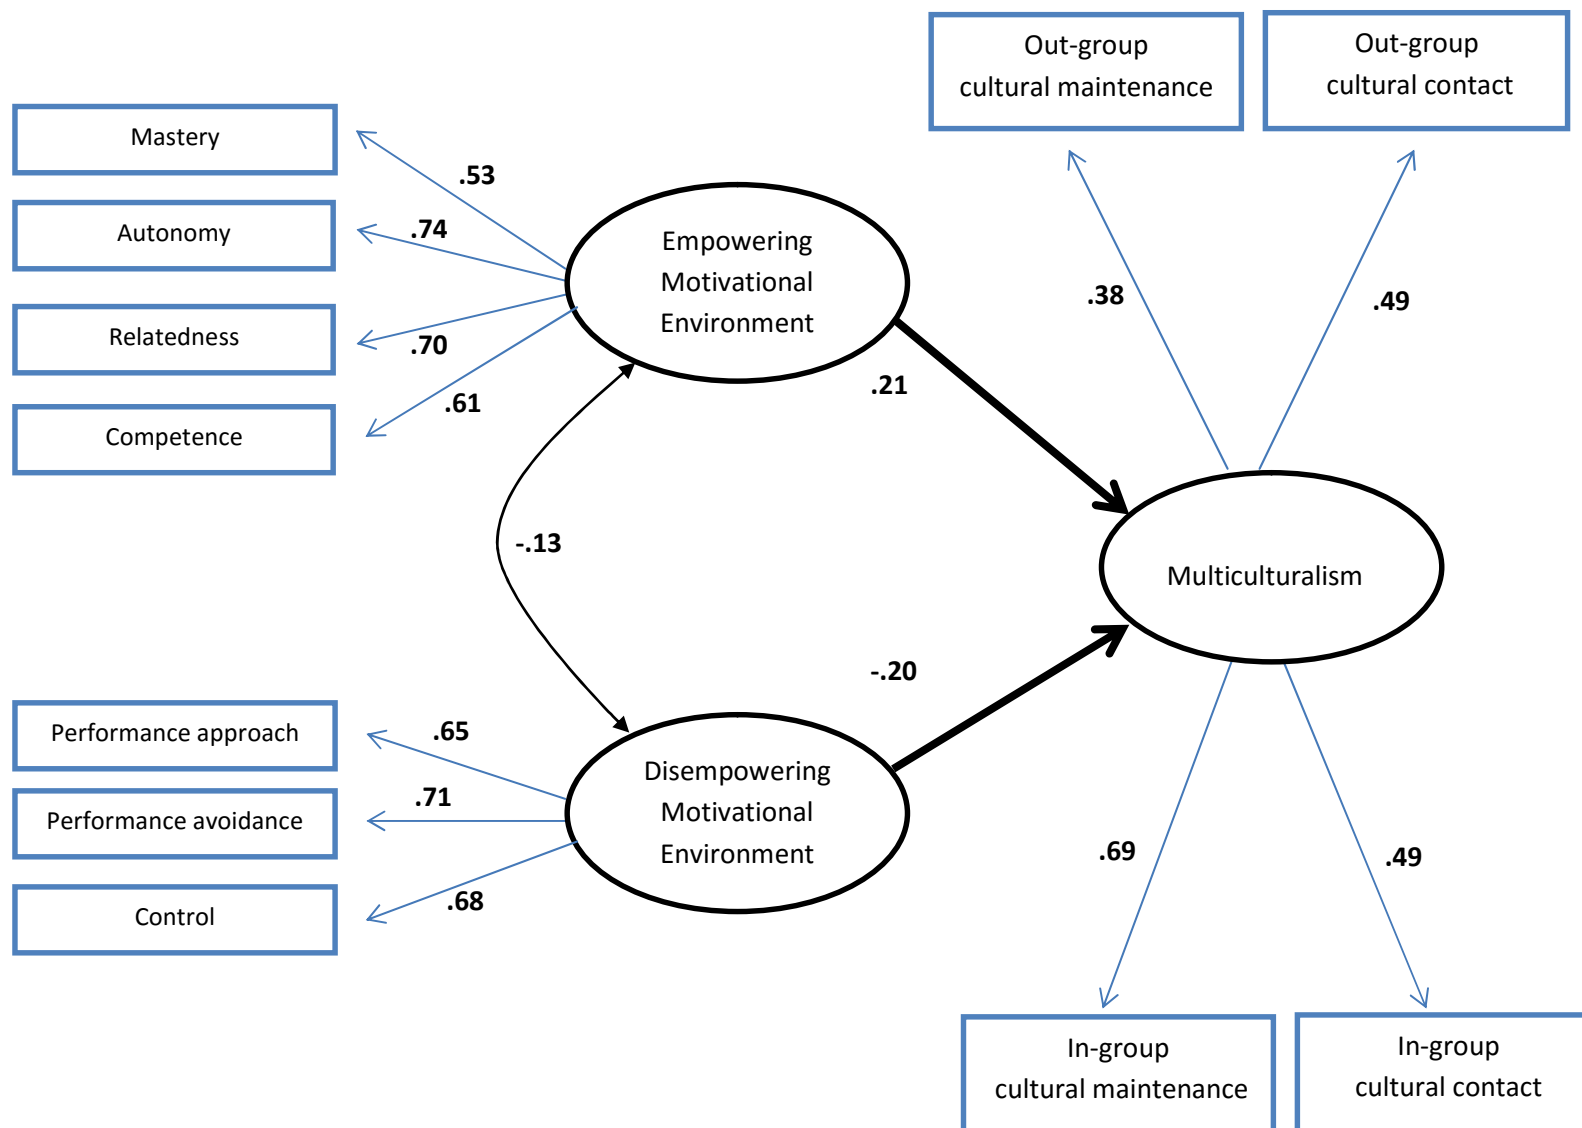 Out-group
cultural maintenance
Out-group
cultural contact
Mastery
.53
Autonomy
.74
Relatedness
.70
Competence
.61
Empowering
Motivational
Environment
.38
.49
.21
-.13
Multiculturalism
-.20
Performance approach
.65
Performance avoidance
.71
Control
.68
Disempowering
Motivational
Environment
.69
.49
In-group
cultural maintenance
In-group
cultural contact